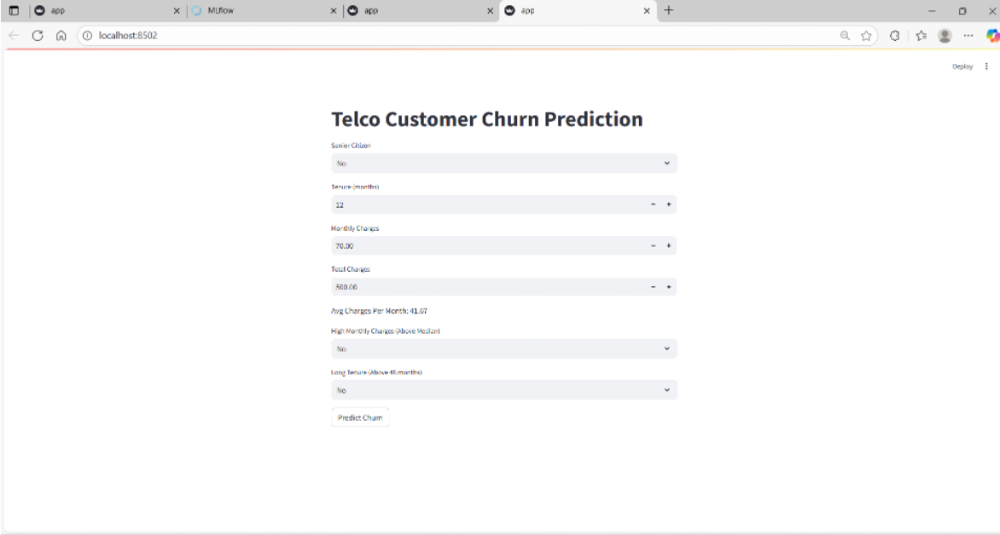 app
MLflow
app
app
localhost:8502
Deploy
Telco Customer Churn Prediction
Senior Citizen
No
Tenure (months)
12
Monthly Charges
70.00
Total Charges
500.00
Avg Charges Per Month: 41.67
High Monthly Charges (Above Median)
No
Long Tenure (Above 48 months)
No
Predict Churn